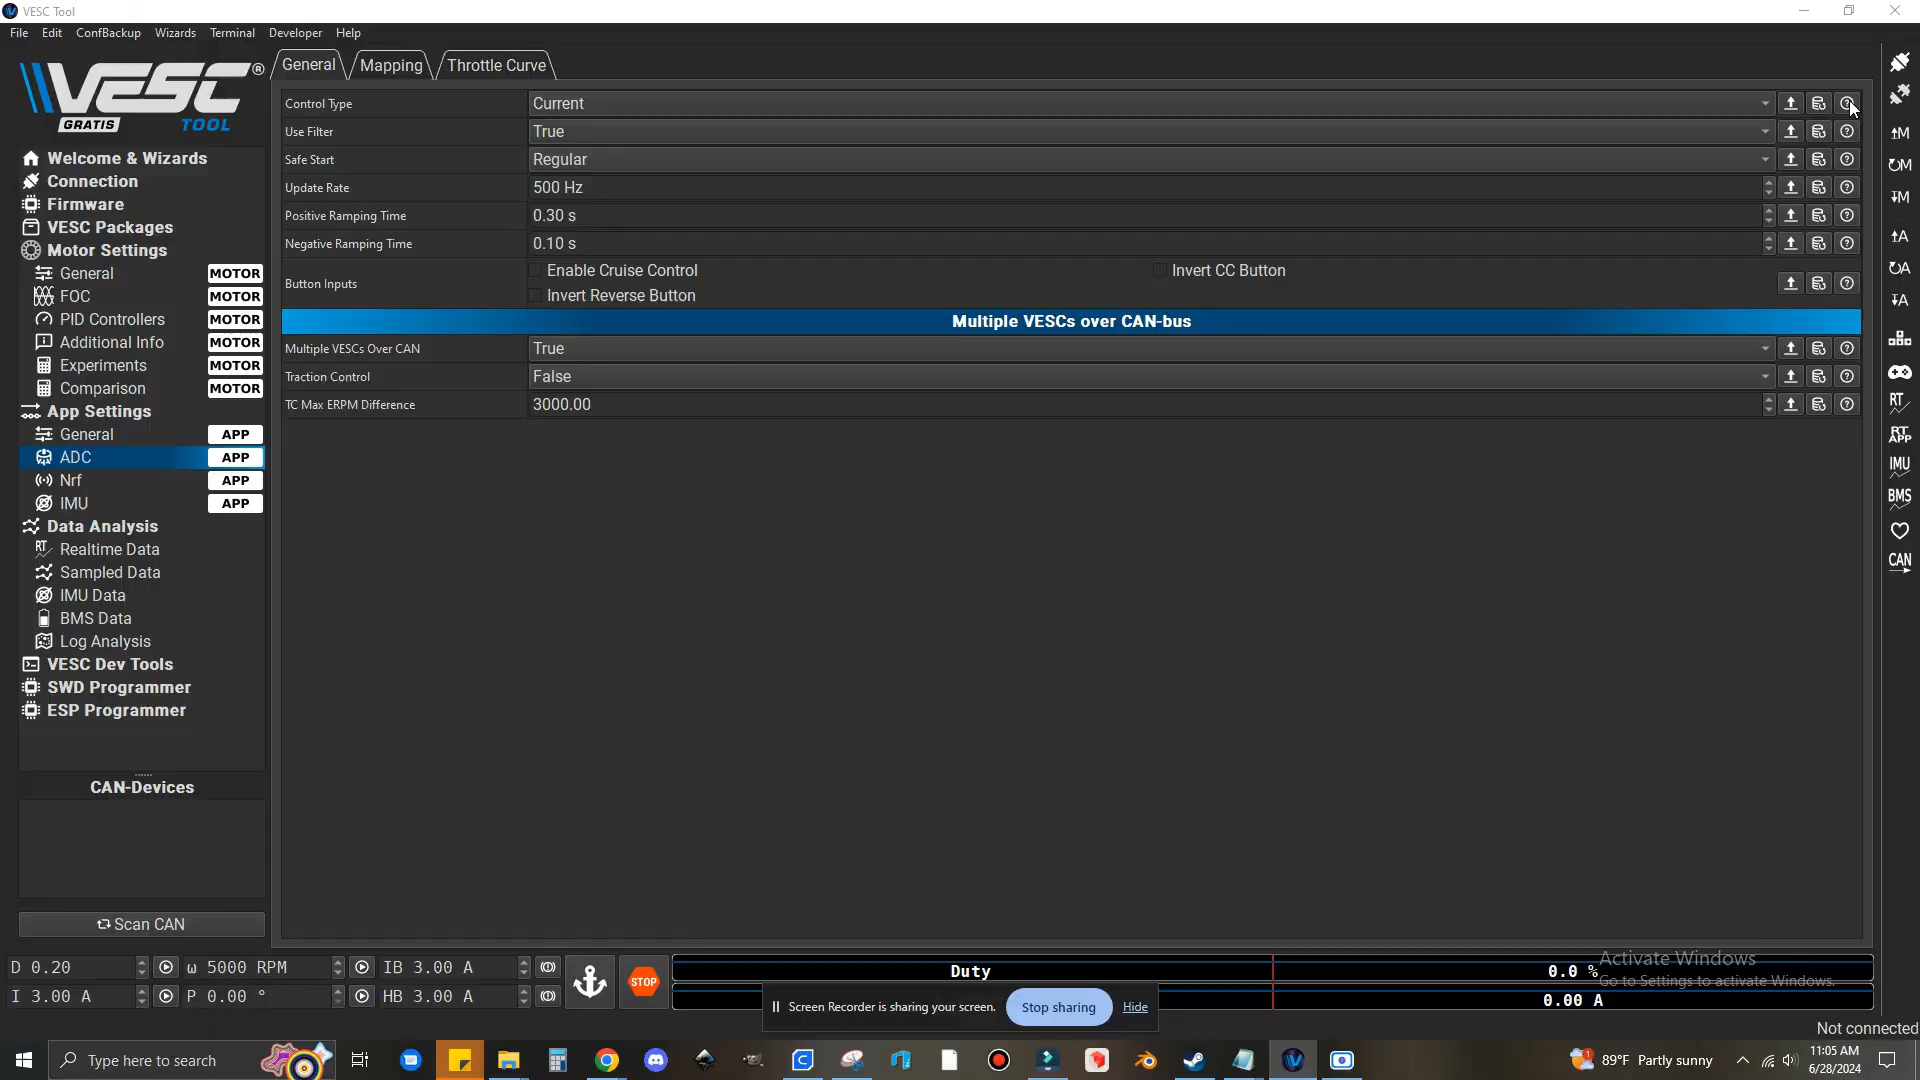 VESC Tool
File Edit ConfBackup Wizards Terminal Developer Help
VESC®
GRATIS TOOL
Welcome & Wizards
Connection
Firmware
VESC Packages
Motor Settings
General MOTOR
FOC MOTOR
PID Controllers MOTOR
Additional Info MOTOR
Experiments MOTOR
Comparison MOTOR
App Settings
General APP
ADC APP
Nrf APP
IMU APP
Data Analysis
RT Realtime Data
Sampled Data
IMU Data
BMS Data
Log Analysis
VESC Dev Tools
SWD Programmer
ESP Programmer
CAN-Devices
Scan CAN
General Mapping Throttle Curve
Control Type Current
Use Filter True
Safe Start Regular
Update Rate 500 Hz
Positive Ramping Time 0.30 s
Negative Ramping Time 0.10 s
Button Inputs
Enable Cruise Control Invert CC Button
Invert Reverse Button
Multiple VESCs over CAN-bus
Multiple VESCs Over CAN True
Traction Control False
TC Max ERPM Difference 3000.00
M
M
M
A
A
A
RT
RT
APP
IMU
BMS
CAN
D 0.20 ω 5000 RPM IB 3.00 A
I 3.00 A P 0.00 ° HB 3.00 A
STOP
Duty 0.0 %
0.00 A
Activate Windows
Go to Settings to activate Windows.
Screen Recorder is sharing your screen. Stop sharing Hide
Not connected
Type here to search
89°F Partly sunny
11:05 AM
6/28/2024